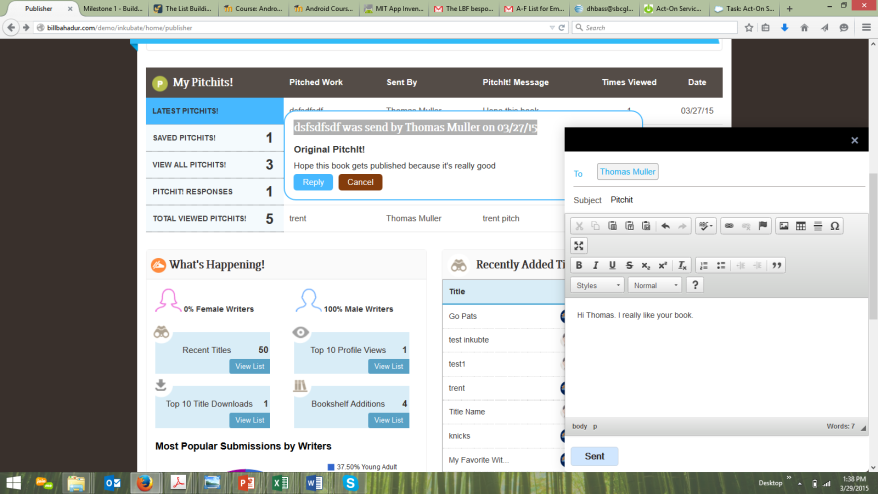 Publisher
Milestone 1 - Build...
The List Buildi...
Course: Andro...
Android Cours...
MIT App Inven...
The LBF bespo...
A-F List for Em...
dhbass@sbcgl...
Act-On Servic...
Task: Act-On S...
billbahadur.com/demo/inkubate/home/publisher
Search
P My Pitchits! Pitched Work Sent By PitchIt! Message Times Viewed Date
LATEST PITCHITS!
03/27/15
dsfsdfsdf was send by Thomas Muller on 03/27/15
Original PitchIt!
Hope this book gets published because it's really good
Reply Cancel
SAVED PITCHITS! 1
VIEW ALL PITCHITS! 3
PITCHIT! RESPONSES 1
TOTAL VIEWED PITCHITS! 5 trent Thomas Muller trent pitch
What's Happening!
0% Female Writers 100% Male Writers
Recent Titles 50
View List
Top 10 Profile Views 1
View List
Top 10 Title Downloads 1
View List
Bookshelf Additions 4
View List
Most Popular Submissions by Writers
37.50% Young Adult
Recently Added Ti
Title
Go Pats
test inkubte
test1
trent
Title Name
knicks
My Favorite Wit...
To Thomas Muller
Subject Pitchit
Styles Normal ?
Hi Thomas. I really like your book.
body p Words: 7
Sent
Desktop
1:38 PM
3/29/2015